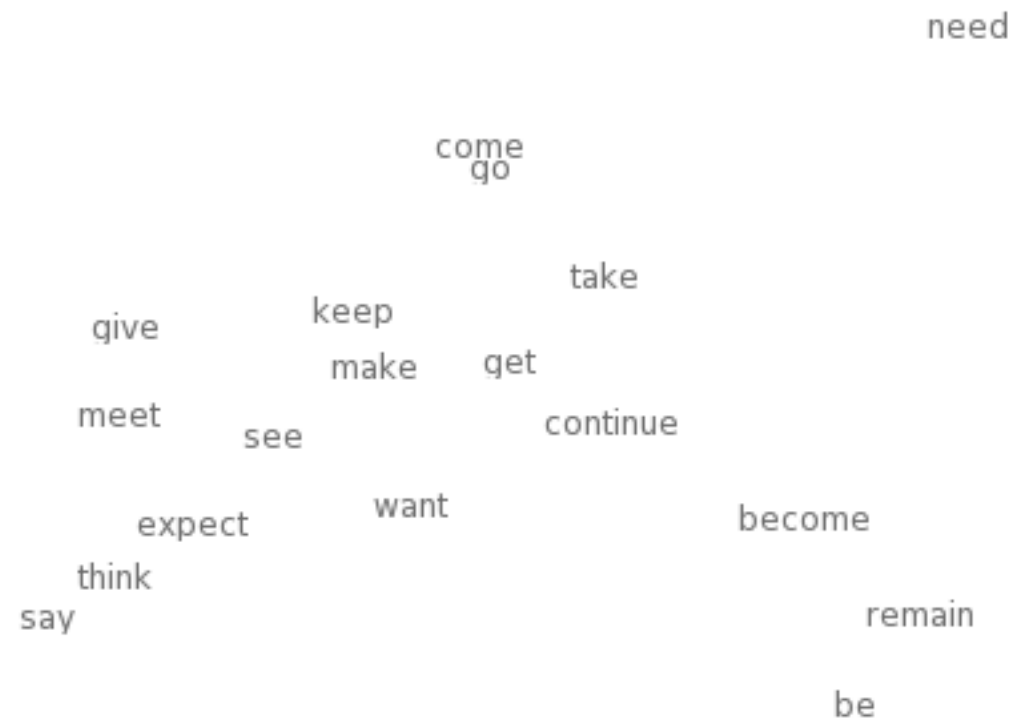 need
come
go
take
keep
give
get
make
meet
continue
see
want
become
expect
think
remain
say
be